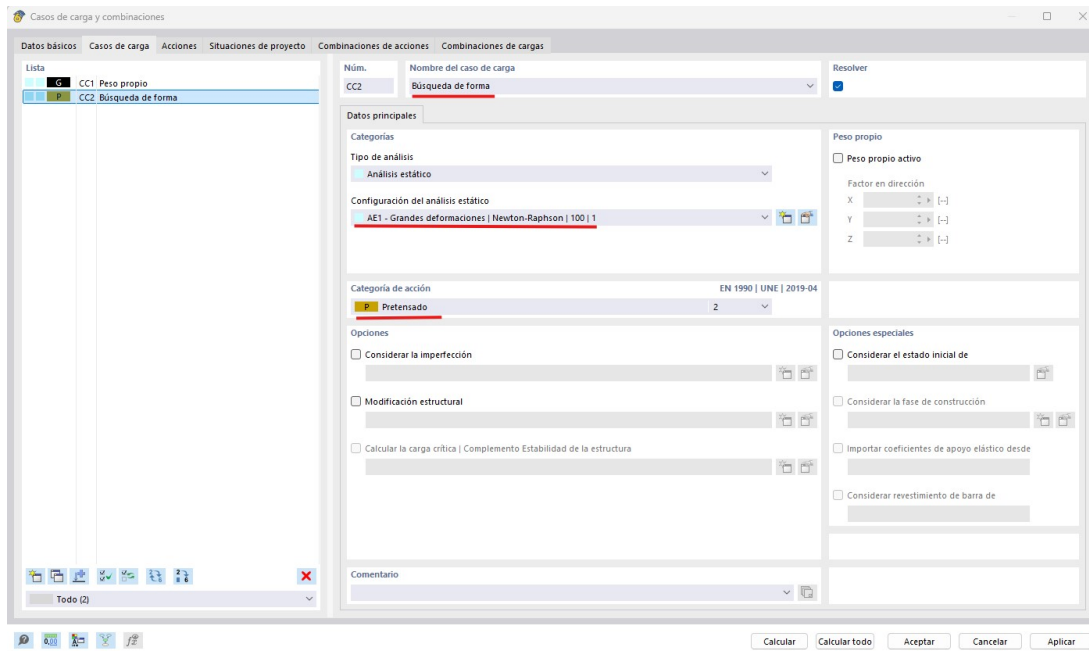 Casos de carga y combinaciones
Datos básicos Casos de carga Acciones Situaciones de proyecto Combinaciones de acciones Combinaciones de cargas
Lista
G CC1 Peso propio
P CC2 Búsqueda de forma
Todo (2)
Núm. Nombre del caso de carga
CC2 Búsqueda de forma
Resolver
Datos principales
Categorías
Tipo de análisis
Análisis estático
Configuración del análisis estático
AE1 - Grandes deformaciones | Newton-Raphson | 100 | 1
Peso propio
Peso propio activo
Factor en dirección
X [--]
Y [--]
Z [--]
Categoría de acción EN 1990 | UNE | 2019-04
P Pretensado 2
Opciones
Considerar la imperfección
Modificación estructural
Calcular la carga crítica | Complemento Estabilidad de la estructura
Opciones especiales
Considerar el estado inicial de
Considerar la fase de construcción
Importar coeficientes de apoyo elástico desde
Considerar revestimiento de barra de
Comentario
Calcular Calcular todo Aceptar Cancelar Aplicar